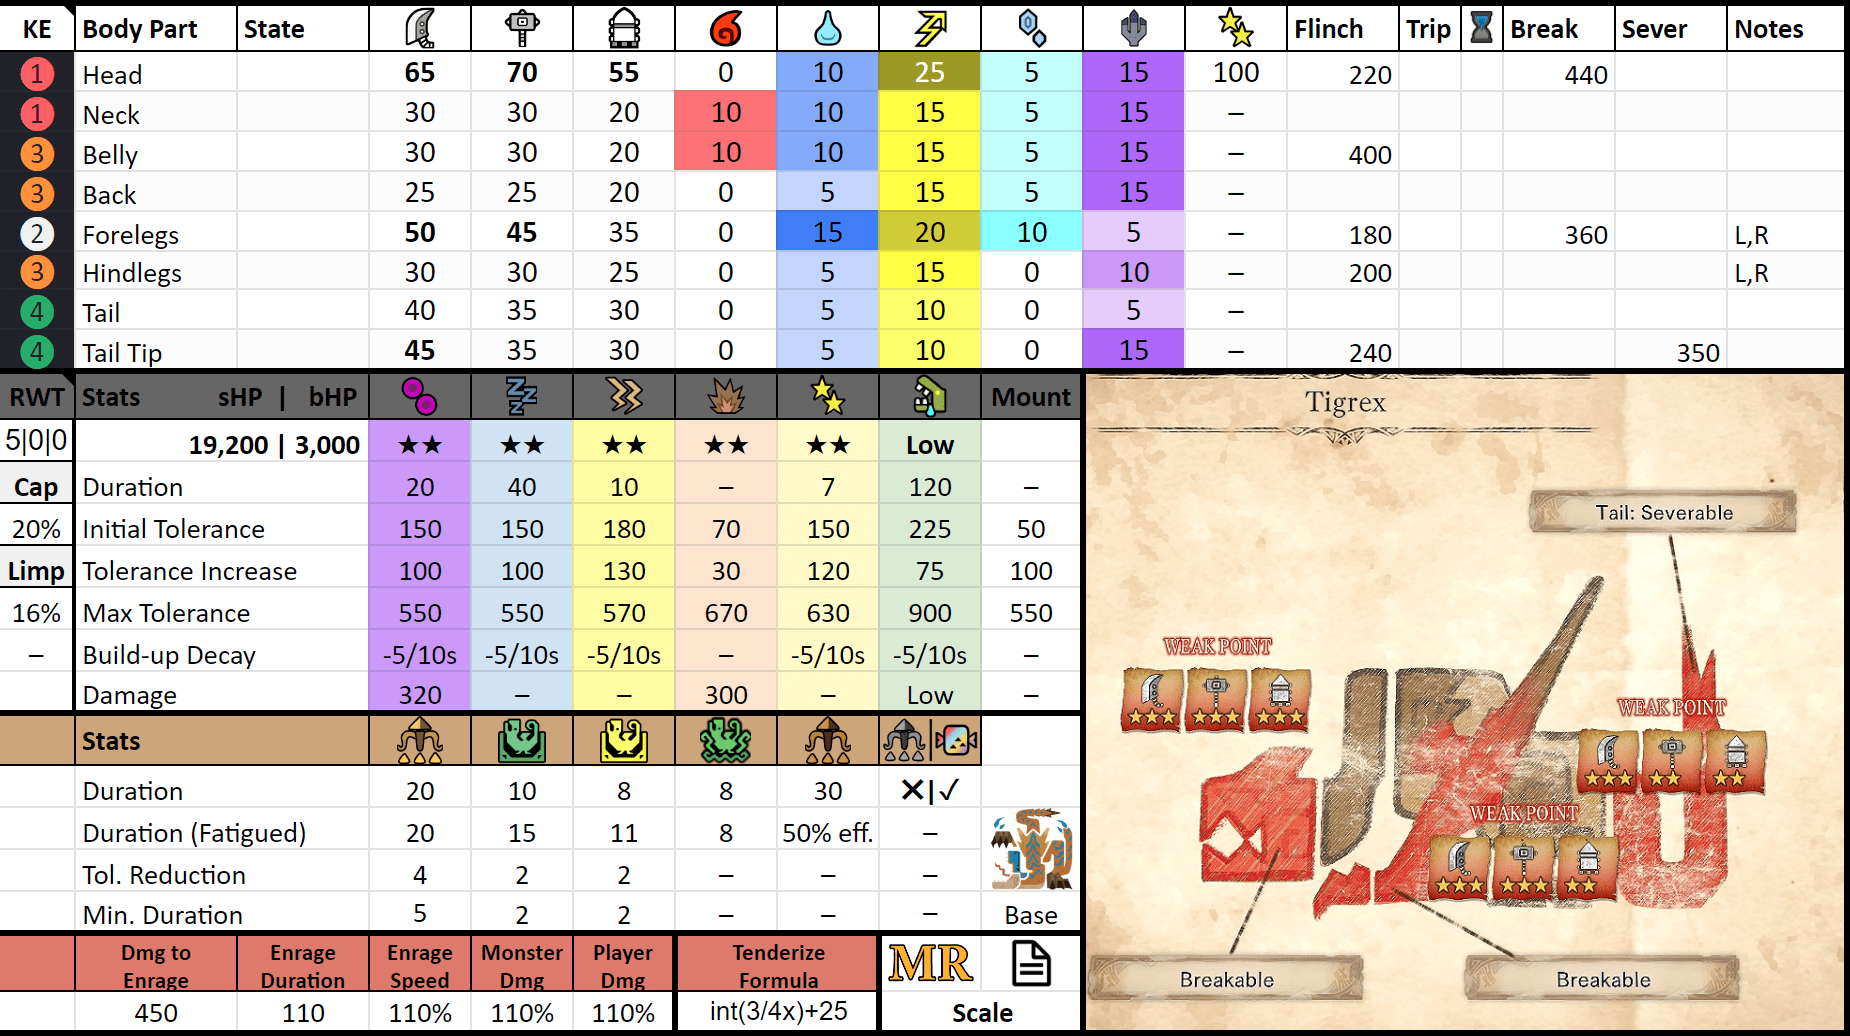 KE Body Part State Flinch Trip Break Sever Notes
1 Head 65 70 55 0 10 25 5 15 100 220 440
1 Neck 30 30 20 10 10 15 5 15 –
3 Belly 30 30 20 10 10 15 5 15 – 400
3 Back 25 25 20 0 5 15 5 15 –
2 Forelegs 50 45 35 0 15 20 10 5 – 180 360 L,R
3 Hindlegs 30 30 25 0 5 15 0 10 – 200 L,R
4 Tail 40 35 30 0 5 10 0 5 –
4 Tail Tip 45 35 30 0 5 10 0 15 – 240 350
RWT Stats sHP | bHP Mount
5|0|0 19,200 | 3,000 ★★ ★★ ★★ ★★ ★★ Low
Cap Duration 20 40 10 – 7 120 –
20% Initial Tolerance 150 150 180 70 150 225 50
Limp Tolerance Increase 100 100 130 30 120 75 100
16% Max Tolerance 550 550 570 670 630 900 550
– Build-up Decay -5/10s -5/10s -5/10s – -5/10s -5/10s –
Damage 320 – – 300 – Low –
Stats
Duration 20 10 8 8 30 ✕|✓
Duration (Fatigued) 20 15 11 8 50% eff. –
Tol. Reduction 4 2 2 – – –
Min. Duration 5 2 2 – – – Base
Dmg to Enrage Enrage Duration Enrage Speed Monster Dmg Player Dmg Tenderize Formula MR
450 110 110% 110% 110% int(3/4x)+25 Scale
Tigrex
Tail: Severable
WEAK POINT
WEAK POINT
WEAK POINT
Breakable
Breakable